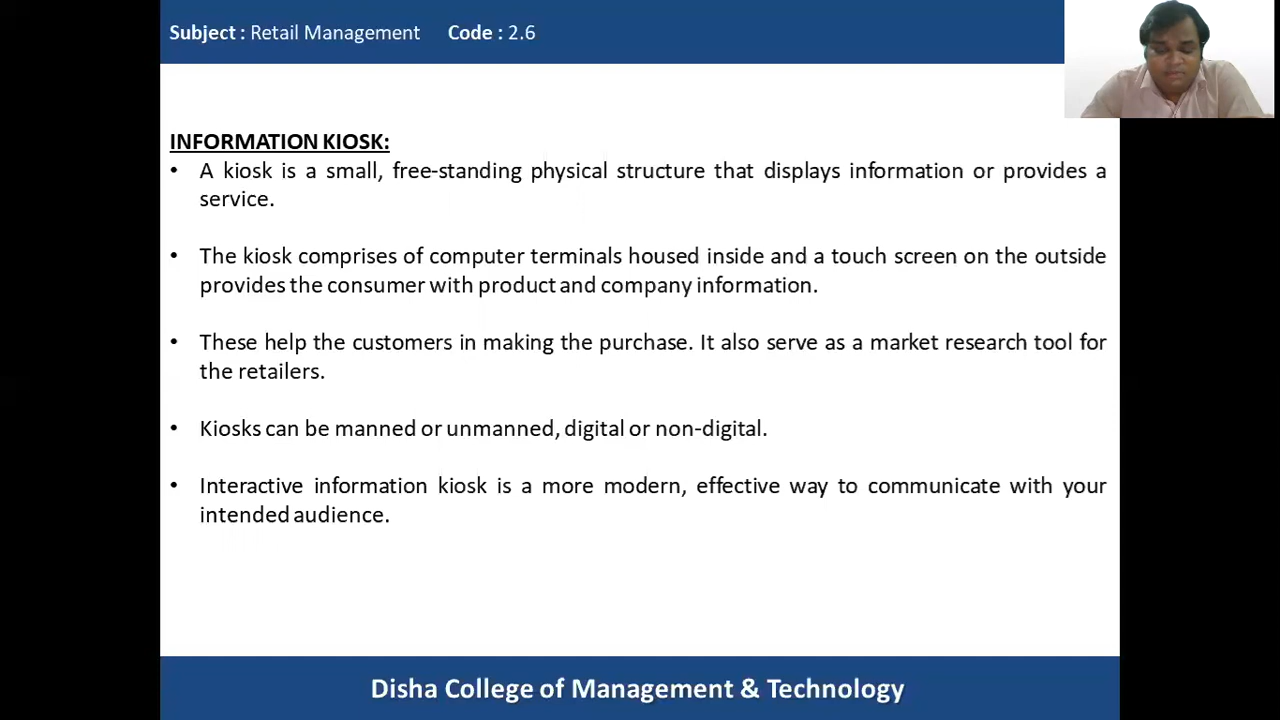 Subject : Retail Management Code : 2.6
INFORMATION KIOSK:
• A kiosk is a small, free-standing physical structure that displays information or provides a
service.
• The kiosk comprises of computer terminals housed inside and a touch screen on the outside
provides the consumer with product and company information.
• These help the customers in making the purchase. It also serve as a market research tool for
the retailers.
• Kiosks can be manned or unmanned, digital or non-digital.
• Interactive information kiosk is a more modern, effective way to communicate with your
intended audience.
Disha College of Management & Technology